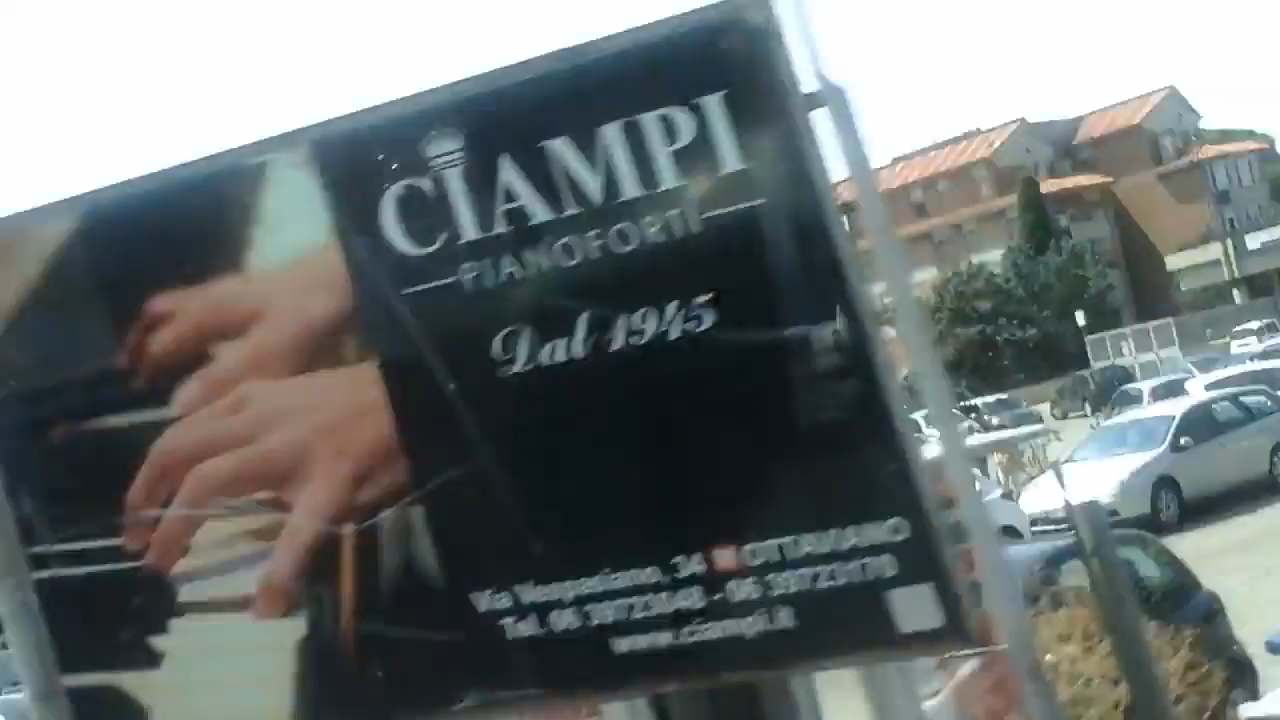 CIAMPI
PIANOFORTI
Dal 1945
Via Vespasiano, 34 M OTTAVIANO
Tel. 06
www.ciampi.it